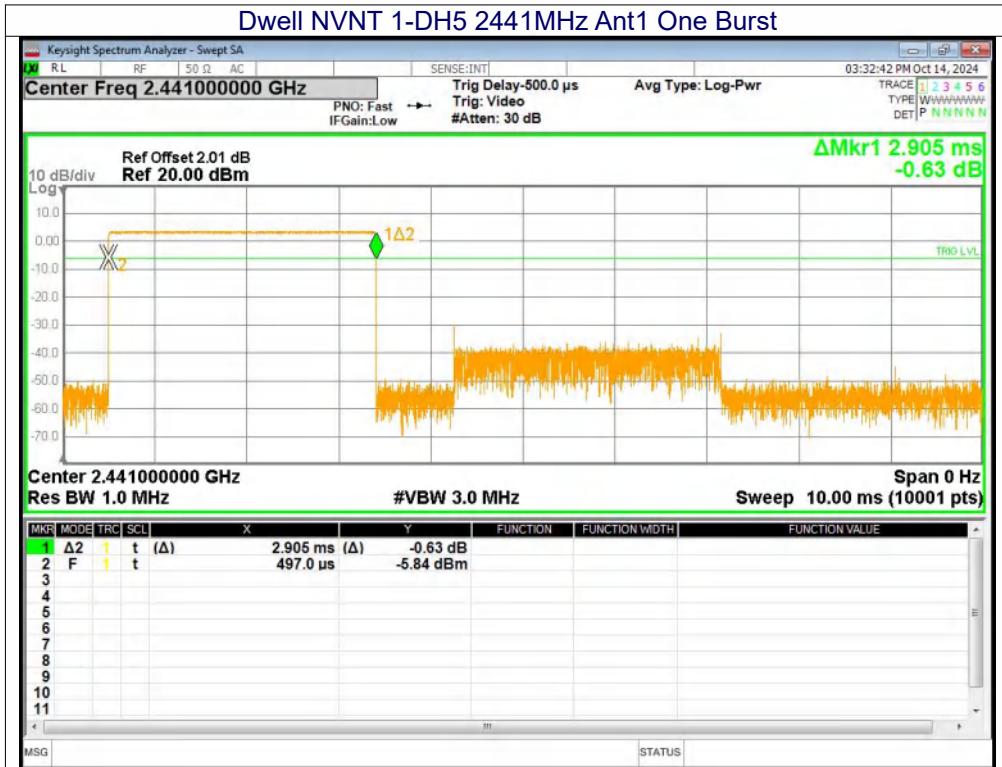 Dwell NVNT 1-DH5 2441MHz Ant1 One Burst
Keysight Spectrum Analyzer - Swept SA
LXI RL RF 50 Ω AC SENSE:INT 03:32:42 PM Oct 14, 2024
Center Freq 2.441000000 GHz Trig Delay-500.0 µs Avg Type: Log-Pwr TRACE 1 2 3 4 5 6
PNO: Fast Trig: Video TYPE WWWWWWW
IFGain:Low #Atten: 30 dB DET P N N N N N
ΔMkr1 2.905 ms
-0.63 dB
Ref Offset 2.01 dB
10 dB/div Ref 20.00 dBm
Log
10.0
0.00
-10.0
-20.0
-30.0
-40.0
-50.0
-60.0
-70.0
1Δ2
2
TRIG LVL
Center 2.441000000 GHz Span 0 Hz
Res BW 1.0 MHz #VBW 3.0 MHz Sweep 10.00 ms (10001 pts)
MKR MODE TRC SCL X Y FUNCTION FUNCTION WIDTH FUNCTION VALUE
1 Δ2 1 t (Δ) 2.905 ms (Δ) -0.63 dB
2 F 1 t 497.0 µs -5.84 dBm
3
4
5
6
7
8
9
10
11
MSG STATUS